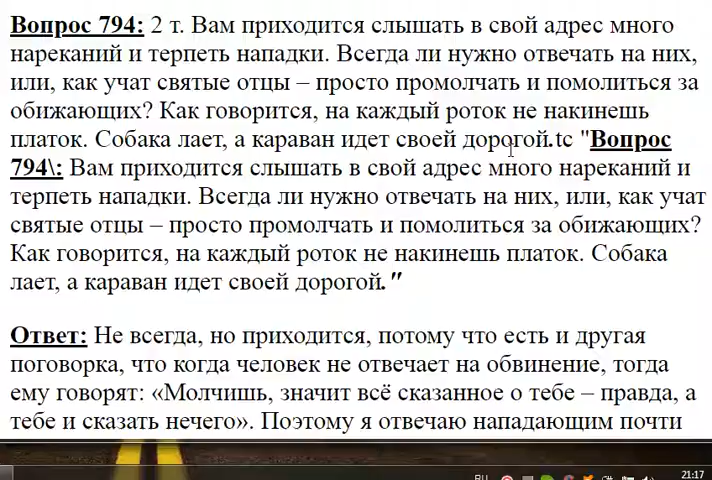 Вопрос 794: 2 т. Вам приходится слышать в свой адрес много
нареканий и терпеть нападки. Всегда ли нужно отвечать на них,
или, как учат святые отцы – просто промолчать и помолиться за
обижающих? Как говорится, на каждый роток не накинешь
платок. Собака лает, а караван идет своей дорогой.tc "Вопрос
794\: Вам приходится слышать в свой адрес много нареканий и
терпеть нападки. Всегда ли нужно отвечать на них, или, как учат
святые отцы – просто промолчать и помолиться за обижающих?
Как говорится, на каждый роток не накинешь платок. Собака
лает, а караван идет своей дорогой."
Ответ: Не всегда, но приходится, потому что есть и другая
поговорка, что когда человек не отвечает на обвинение, тогда
ему говорят: «Молчишь, значит всё сказанное о тебе – правда, а
тебе и сказать нечего». Поэтому я отвечаю нападающим почти
RU 21:17